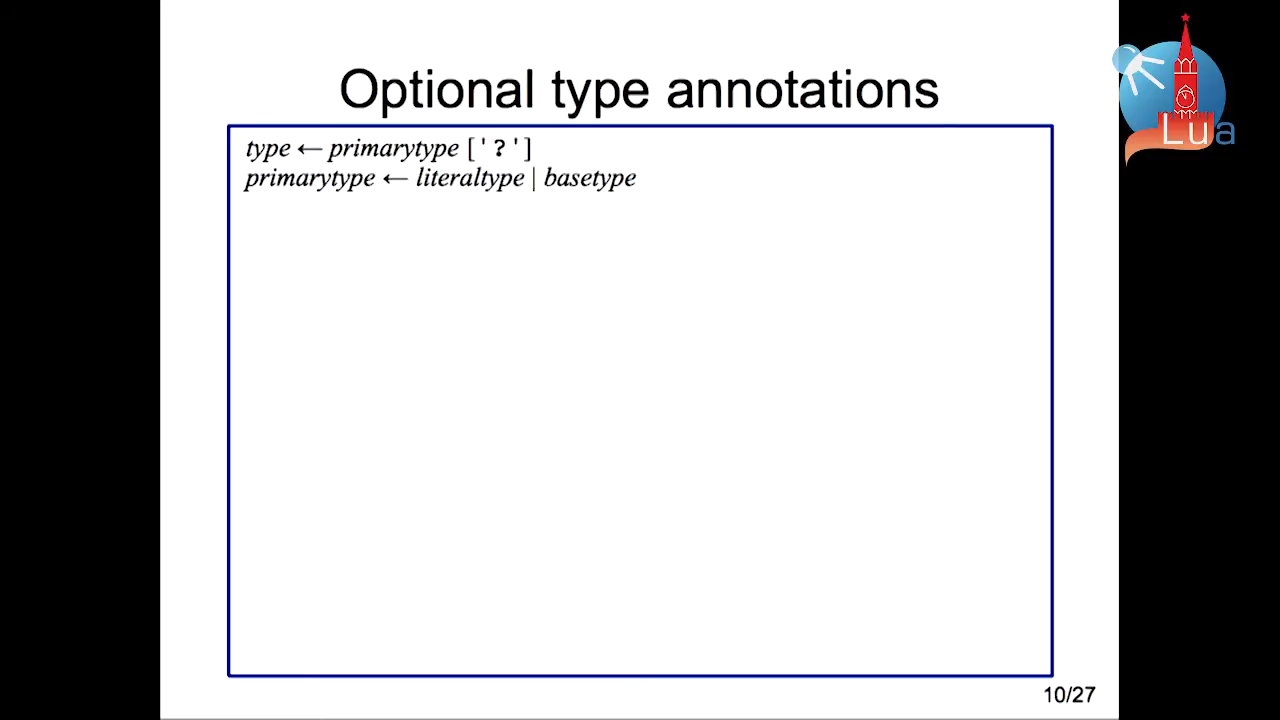 Optional type annotations
type ← primarytype ['?']
primarytype ← literaltype | basetype
10/27
Lua